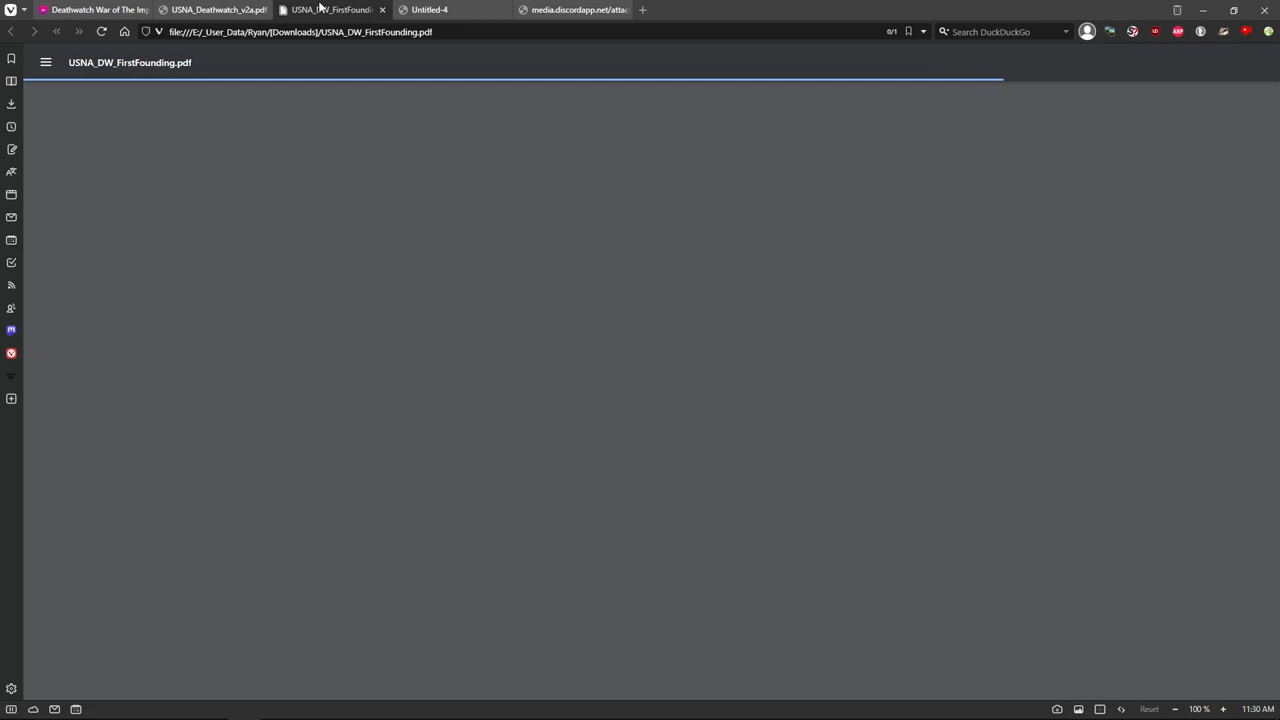 Deathwatch War of The Imp
USNA_Deathwatch_v2a.pdf
USNA_DW_FirstFoundin
Untitled-4
media.discordapp.net/attac
file:///E:/_User_Data/Ryan/[Downloads]/USNA_DW_FirstFounding.pdf
0/1
Search DuckDuckGo
USNA_DW_FirstFounding.pdf
Reset
100 %
11:30 AM